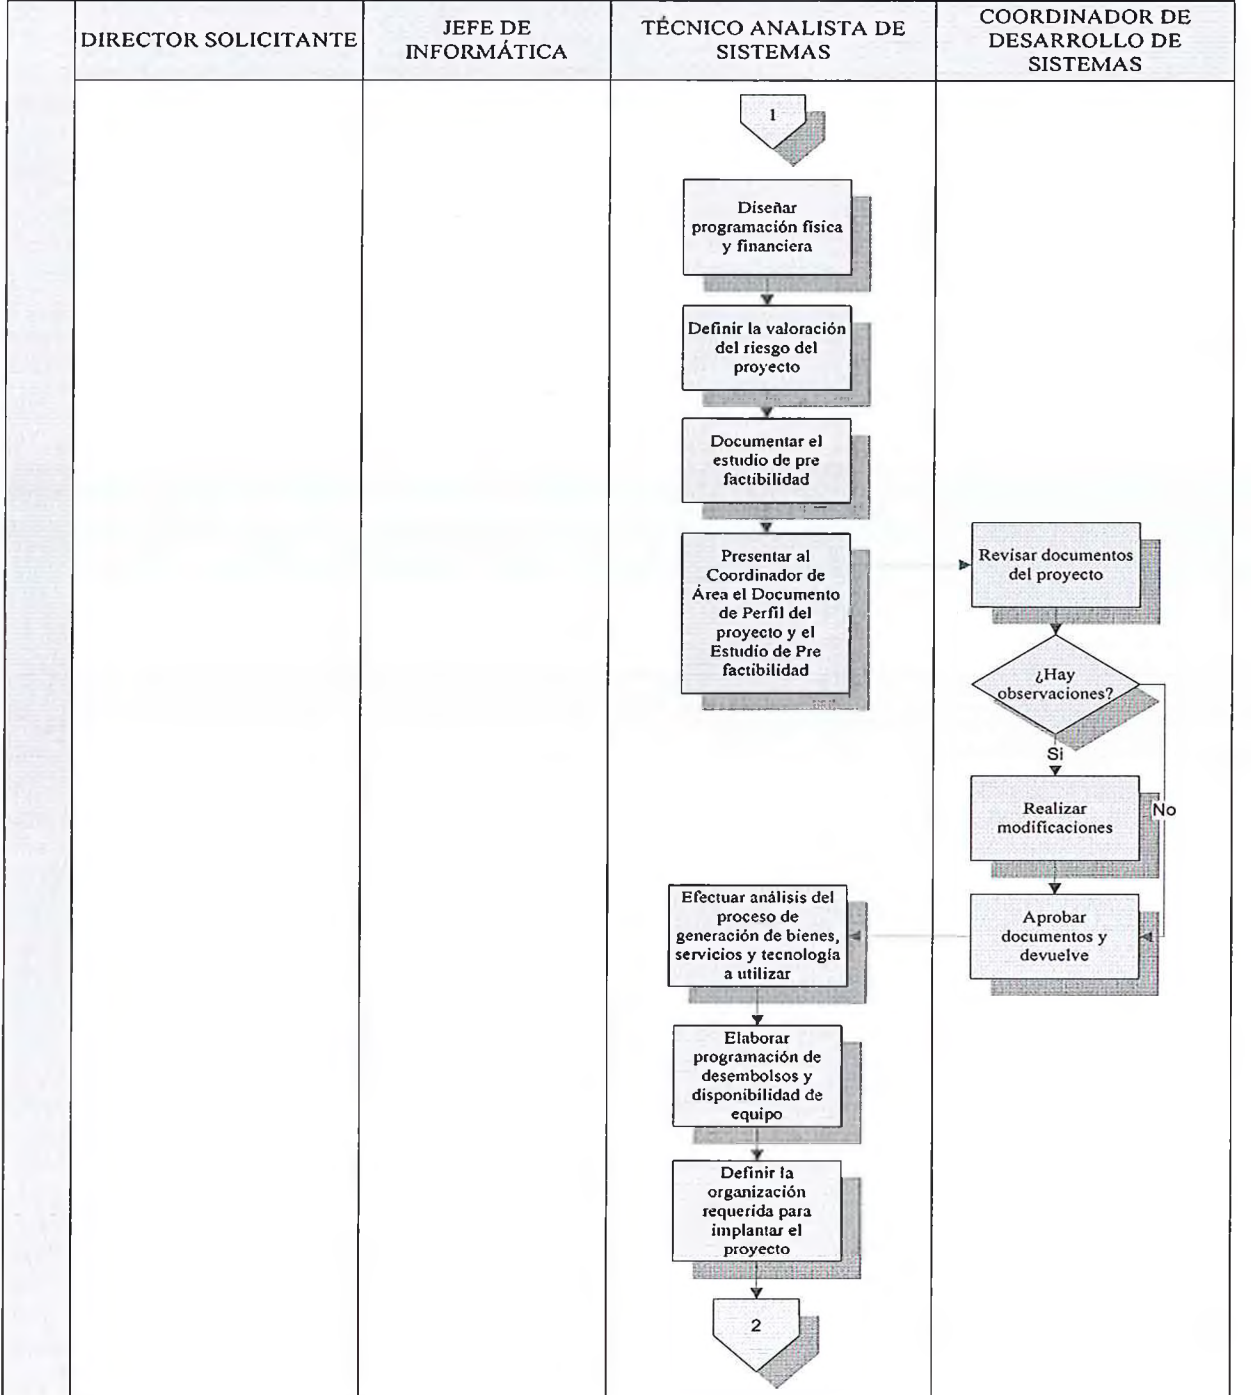 DIRECTOR SOLICITANTE
JEFE DE
INFORMÁTICA
TÉCNICO ANALISTA DE
SISTEMAS
COORDINADOR DE
DESARROLLO DE
SISTEMAS
1
Diseñar
programación física
y financiera
Definir la valoración
del riesgo del
proyecto
Documentar el
estudio de pre
factibilidad
Presentar al
Coordinador de
Área el Documento
de Perfil del
proyecto y el
Estudio de Pre
factibilidad
Revisar documentos
del proyecto
¿Hay
observaciones?
Si
No
Realizar
modificaciones
Aprobar
documentos y
devuelve
Efectuar análisis del
proceso de
generación de bienes,
servicios y tecnología
a utilizar
Elaborar
programación de
desembolsos y
disponibilidad de
equipo
Definir la
organización
requerida para
implantar el
proyecto
2